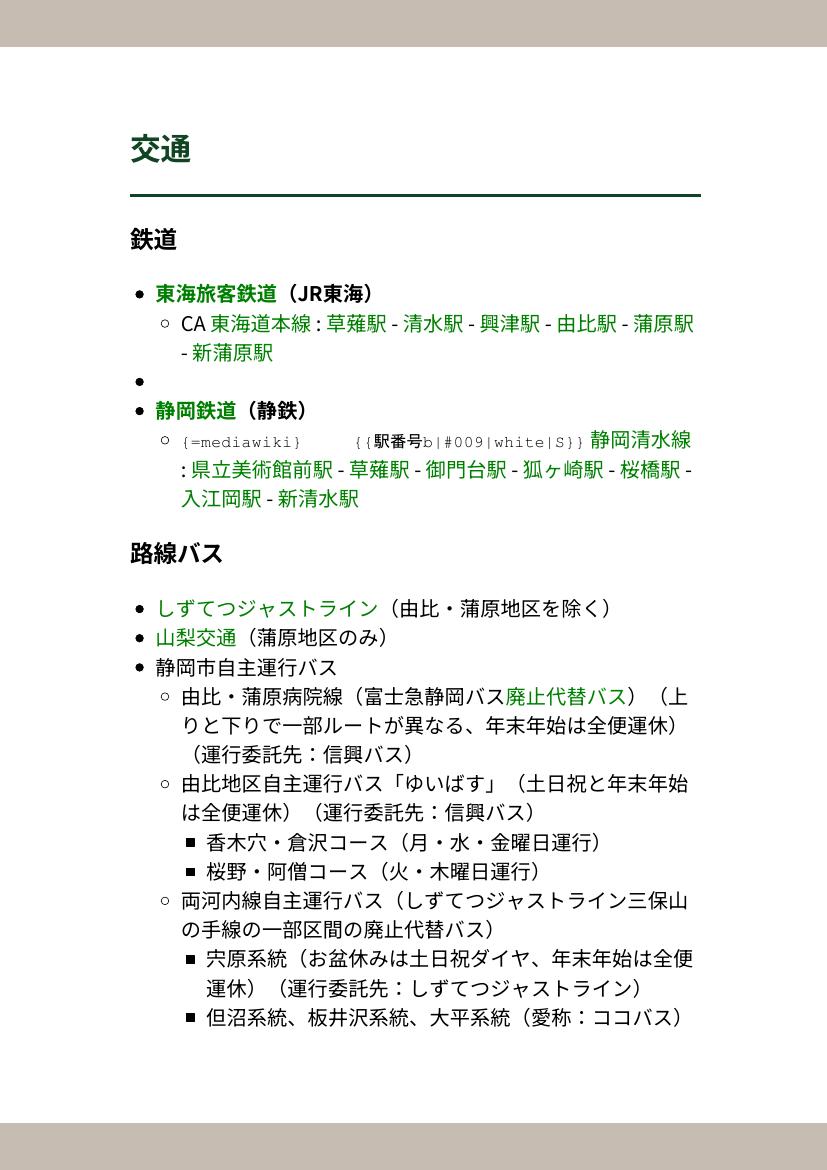 交通
鉄道
東海旅客鉄道（JR東海）
CA 東海道本線 : 草薙駅 - 清水駅 - 興津駅 - 由比駅 - 蒲原駅
- 新蒲原駅
静岡鉄道（静鉄）
{=mediawiki} {{駅番号b|#009|white|S}} 静岡清水線
: 県立美術館前駅 - 草薙駅 - 御門台駅 - 狐ヶ崎駅 - 桜橋駅 -
入江岡駅 - 新清水駅
路線バス
しずてつジャストライン（由比・蒲原地区を除く）
山梨交通（蒲原地区のみ）
静岡市自主運行バス
由比・蒲原病院線（富士急静岡バス廃止代替バス）（上
りと下りで一部ルートが異なる、年末年始は全便運休）
（運行委託先：信興バス）
由比地区自主運行バス「ゆいばす」（土日祝と年末年始
は全便運休）（運行委託先：信興バス）
香木穴・倉沢コース（月・水・金曜日運行）
桜野・阿僧コース（火・木曜日運行）
両河内線自主運行バス（しずてつジャストライン三保山
の手線の一部区間の廃止代替バス）
宍原系統（お盆休みは土日祝ダイヤ、年末年始は全便
運休）（運行委託先：しずてつジャストライン）
但沼系統、板井沢系統、大平系統（愛称：ココバス）